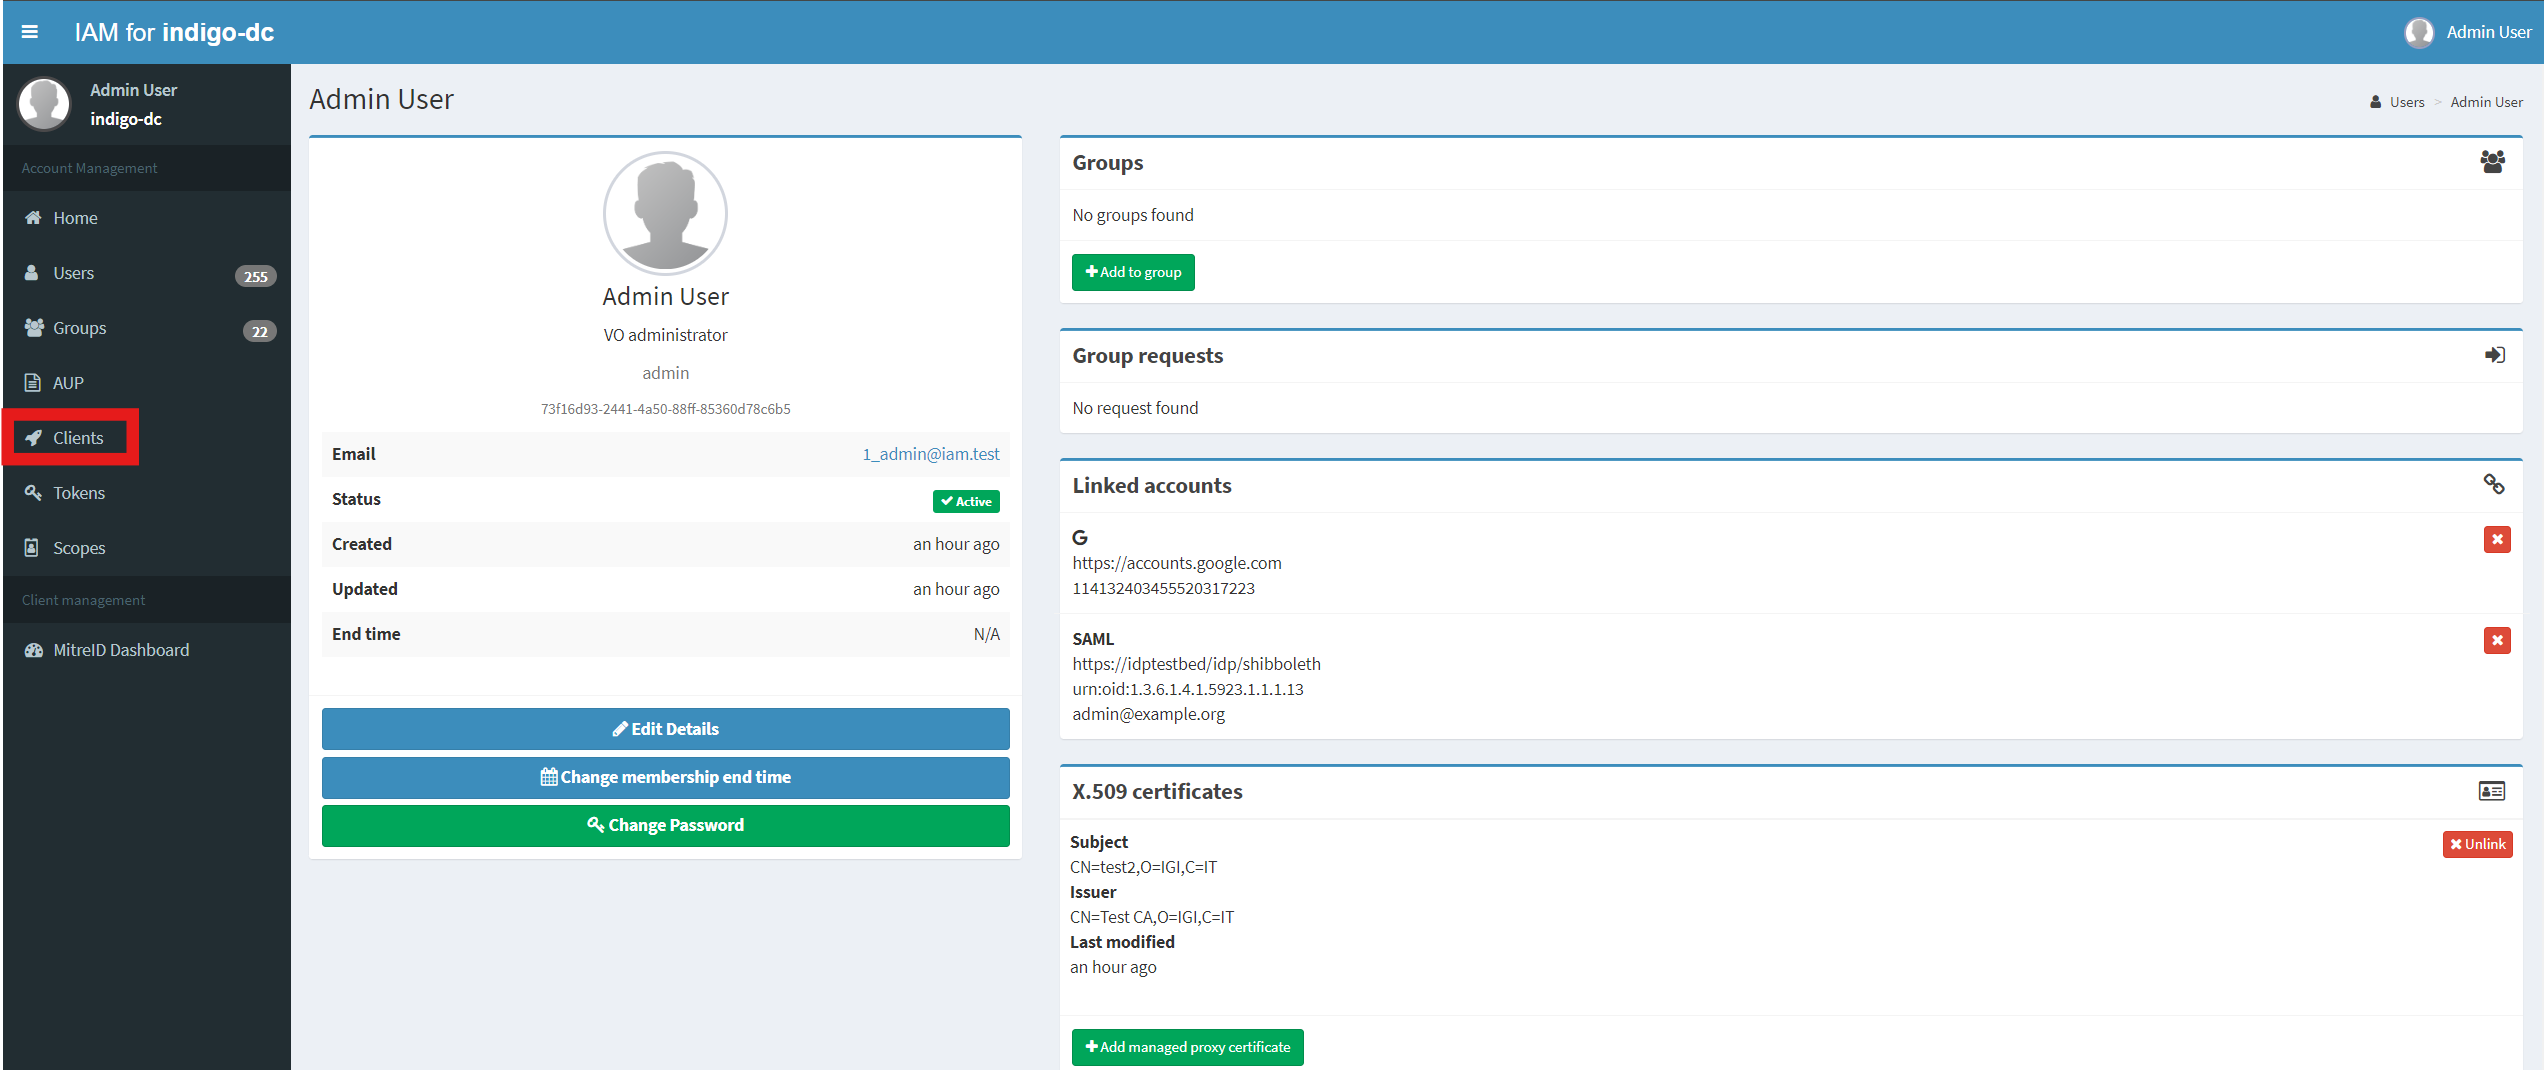 IAM for indigo-dc
Admin User
Admin User
indigo-dc
Account Management
Home
Users 255
Groups 22
AUP
Clients
Tokens
Scopes
Client management
MitreID Dashboard
Admin User
Users > Admin User
Admin User
VO administrator
admin
73f16d93-2441-4a50-88ff-85360d78c6b5
Email 1_admin@iam.test
Status Active
Created an hour ago
Updated an hour ago
End time N/A
Edit Details
Change membership end time
Change Password
Groups
No groups found
Add to group
Group requests
No request found
Linked accounts
G
https://accounts.google.com
114132403455520317223
SAML
https://idptestbed/idp/shibboleth
urn:oid:1.3.6.1.4.1.5923.1.1.1.13
admin@example.org
X.509 certificates
Subject
Unlink
CN=test2,O=IGI,C=IT
Issuer
CN=Test CA,O=IGI,C=IT
Last modified
an hour ago
Add managed proxy certificate